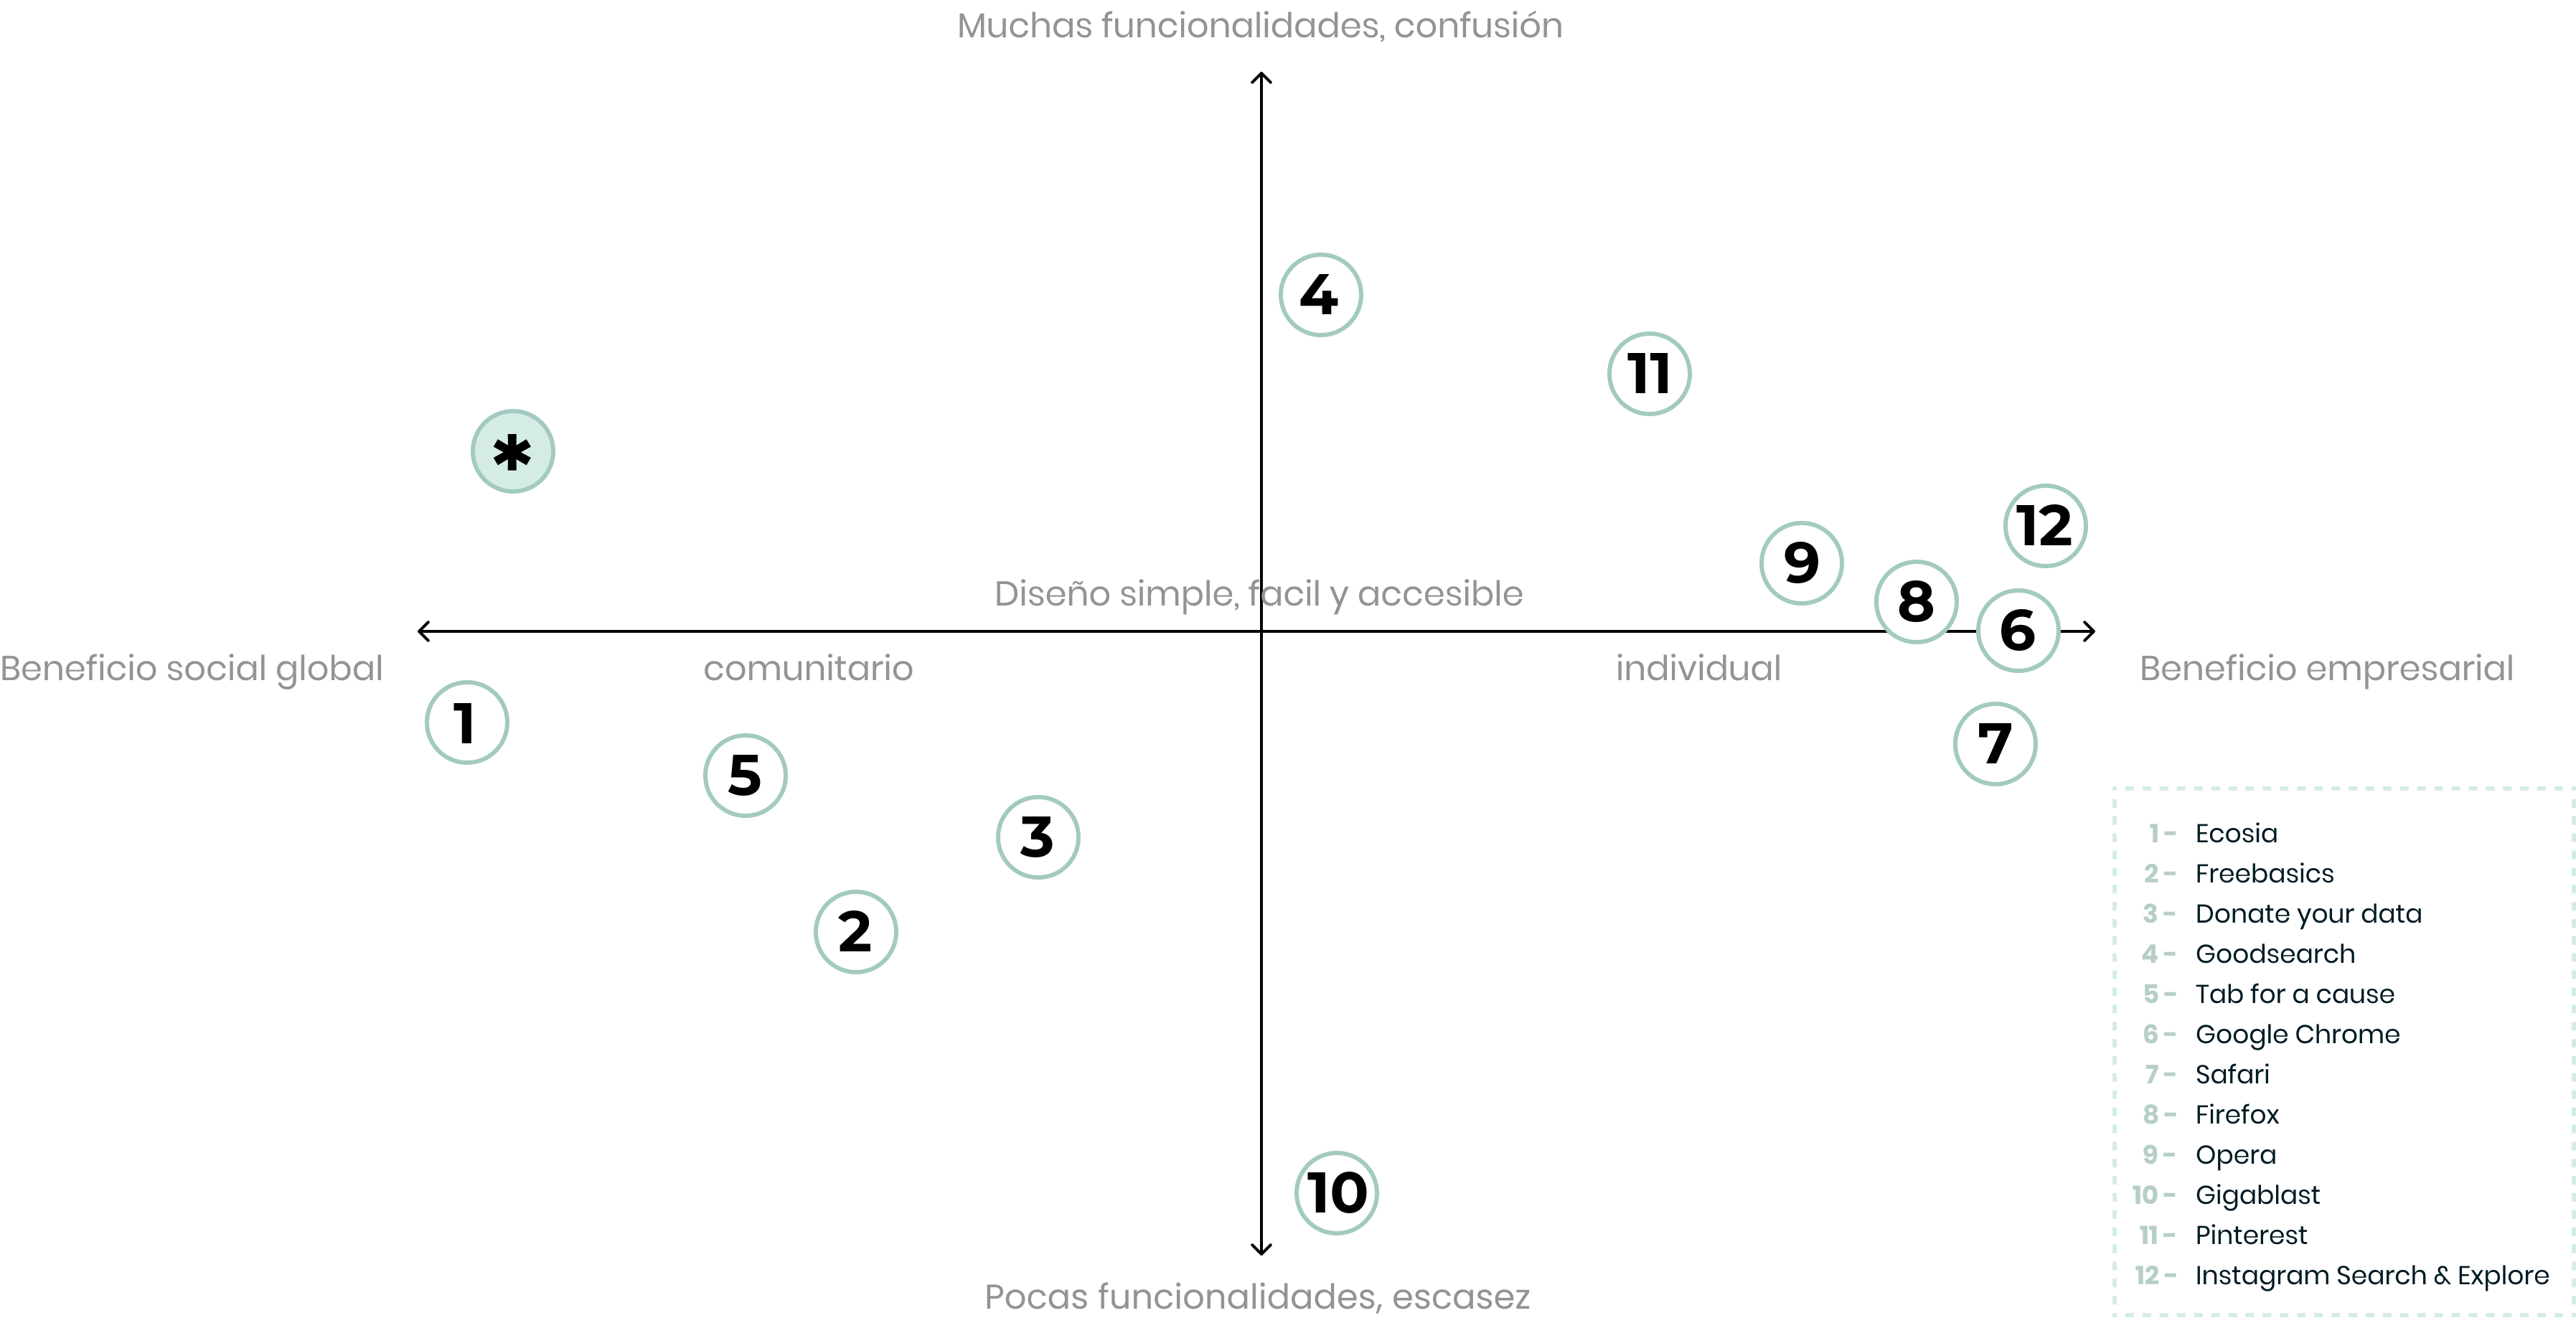 Muchas funcionalidades, confusión
4
11
*
12
9
Diseño simple, facil y accesible
8
6
Beneficio social global
comunitario
individual
Beneficio empresarial
1
7
5
3
2
10
Pocas funcionalidades, escasez
1 - Ecosia
2 - Freebasics
3 - Donate your data
4 - Goodsearch
5 - Tab for a cause
6 - Google Chrome
7 - Safari
8 - Firefox
9 - Opera
10 - Gigablast
11 - Pinterest
12 - Instagram Search & Explore